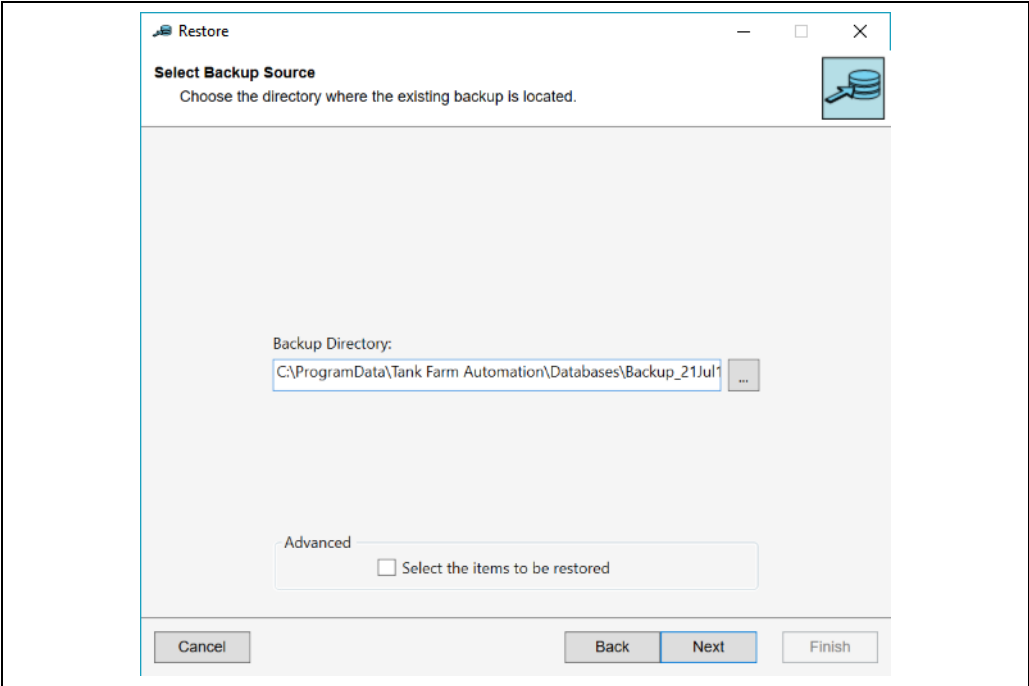 Restore
Select Backup Source
Choose the directory where the existing backup is located.
Backup Directory:
C:\ProgramData\Tank Farm Automation\Databases\Backup_21Jul1
...
Advanced
Select the items to be restored
Cancel Back Next Finish